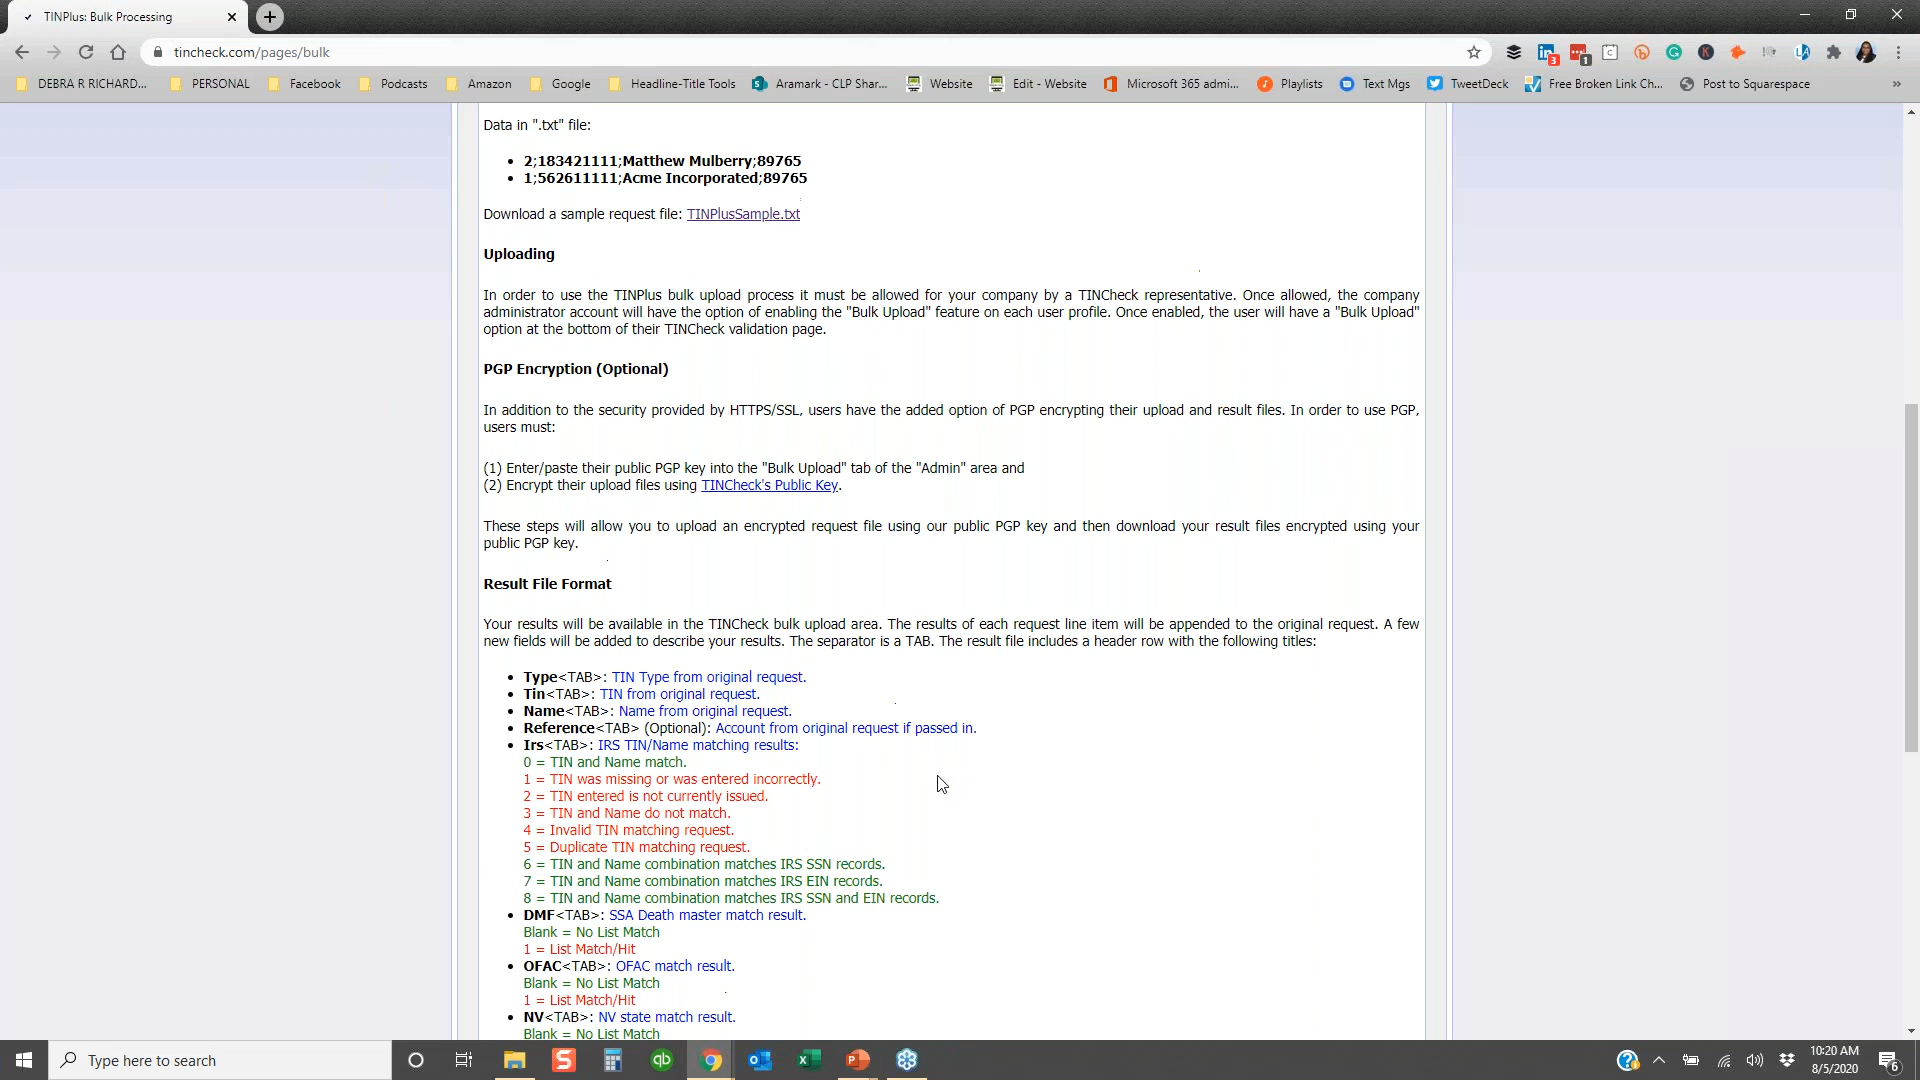 TINPlus: Bulk Processing
tincheck.com/pages/bulk
DEBRA R RICHARD...
PERSONAL
Facebook
Podcasts
Amazon
Google
Headline-Title Tools
Aramark - CLP Shar...
Website
Edit - Website
Microsoft 365 admi...
Playlists
Text Mgs
TweetDeck
Free Broken Link Ch...
Post to Squarespace
»
Data in ".txt" file:
• 2;183421111;Matthew Mulberry;89765
• 1;562611111;Acme Incorporated;89765
Download a sample request file: TINPlusSample.txt
Uploading
In order to use the TINPlus bulk upload process it must be allowed for your company by a TINCheck representative. Once allowed, the company
administrator account will have the option of enabling the "Bulk Upload" feature on each user profile. Once enabled, the user will have a "Bulk Upload"
option at the bottom of their TINCheck validation page.
PGP Encryption (Optional)
In addition to the security provided by HTTPS/SSL, users have the added option of PGP encrypting their upload and result files. In order to use PGP,
users must:
(1) Enter/paste their public PGP key into the "Bulk Upload" tab of the "Admin" area and
(2) Encrypt their upload files using TINCheck's Public Key.
These steps will allow you to upload an encrypted request file using our public PGP key and then download your result files encrypted using your
public PGP key.
Result File Format
Your results will be available in the TINCheck bulk upload area. The results of each request line item will be appended to the original request. A few
new fields will be added to describe your results. The separator is a TAB. The result file includes a header row with the following titles:
• Type<TAB>: TIN Type from original request.
• Tin<TAB>: TIN from original request.
• Name<TAB>: Name from original request.
• Reference<TAB> (Optional): Account from original request if passed in.
• Irs<TAB>: IRS TIN/Name matching results:
0 = TIN and Name match.
1 = TIN was missing or was entered incorrectly.
2 = TIN entered is not currently issued.
3 = TIN and Name do not match.
4 = Invalid TIN matching request.
5 = Duplicate TIN matching request.
6 = TIN and Name combination matches IRS SSN records.
7 = TIN and Name combination matches IRS EIN records.
8 = TIN and Name combination matches IRS SSN and EIN records.
• DMF<TAB>: SSA Death master match result.
Blank = No List Match
1 = List Match/Hit
• OFAC<TAB>: OFAC match result.
Blank = No List Match
1 = List Match/Hit
• NV<TAB>: NV state match result.
Blank = No List Match
Type here to search
10:20 AM
8/5/2020
6